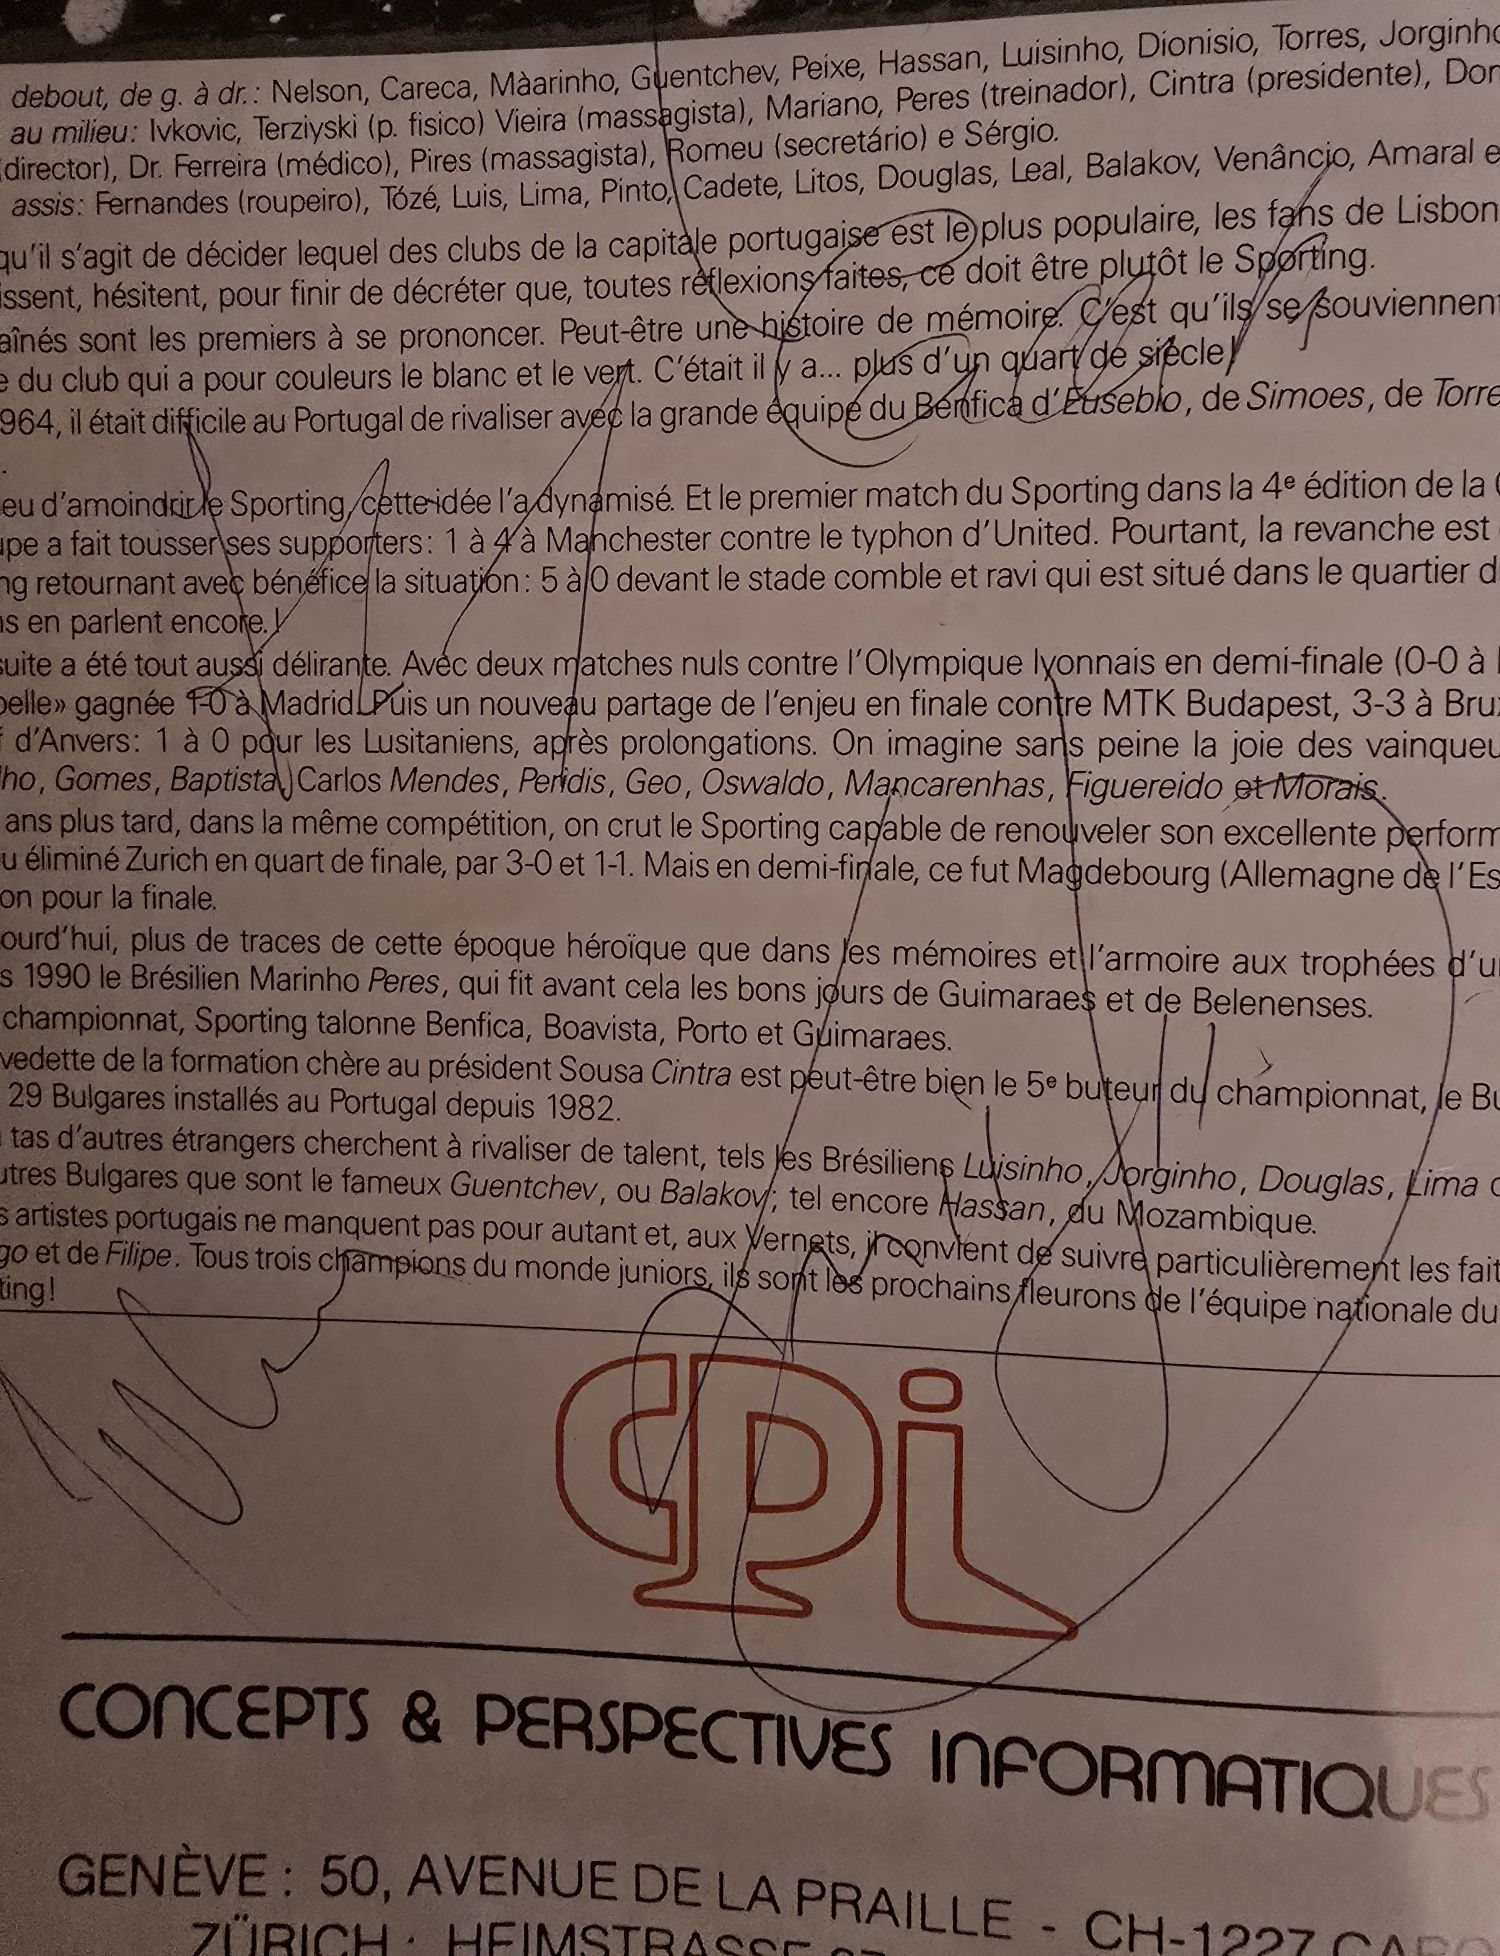 debout, de g. à dr.: Nelson, Careca, Màarinho, Guentchev, Peixe, Hassan, Luisinho, Dionisio, Torres, Jorginho
au milieu: Ivkovic, Terziyski (p. fisico) Vieira (massagista), Mariano, Peres (treinador), Cintra (presidente), Dor
(director), Dr. Ferreira (médico), Pires (massagista), Romeu (secretário) e Sérgio.
assis: Fernandes (roupeiro), Tózé, Luis, Lima, Pinto, Cadete, Litos, Douglas, Leal, Balakov, Venâncio, Amaral e
qu'il s'agit de décider lequel des clubs de la capitale portugaise est le plus populaire, les fans de Lisbon
issent, hésitent, pour finir de décréter que, toutes réflexions faites, ce doit être plutôt le Sporting.
aînés sont les premiers à se prononcer. Peut-être une histoire de mémoire. C'est qu'ils se souviennent
e du club qui a pour couleurs le blanc et le vert. C'était il y a... plus d'un quart de siècle!
964, il était difficile au Portugal de rivaliser avec la grande équipe du Benfica d'Eusebio, de Simoes, de Torre
.
eu d'amoindrir le Sporting, cette idée l'a dynamisé. Et le premier match du Sporting dans la 4e édition de la C
upe a fait tousser ses supporters: 1 à 4 à Manchester contre le typhon d'United. Pourtant, la revanche est
ng retournant avec bénéfice la situation: 5 à 0 devant le stade comble et ravi qui est situé dans le quartier d
ns en parlent encore.!
suite a été tout aussi délirante. Avec deux matches nuls contre l'Olympique lyonnais en demi-finale (0-0 à
belle» gagnée 1-0 à Madrid. Puis un nouveau partage de l'enjeu en finale contre MTK Budapest, 3-3 à Brux
d'Anvers: 1 à 0 pour les Lusitaniens, après prolongations. On imagine sans peine la joie des vainqueu
lho, Gomes, Baptista, Carlos Mendes, Peridis, Geo, Oswaldo, Mancarenhas, Figuereido et Morais.
ans plus tard, dans la même compétition, on crut le Sporting capable de renouveler son excellente perform
u éliminé Zurich en quart de finale, par 3-0 et 1-1. Mais en demi-finale, ce fut Magdebourg (Allemagne de l'Es
on pour la finale.
ourd'hui, plus de traces de cette époque héroïque que dans les mémoires et l'armoire aux trophées d'u
s 1990 le Brésilien Marinho Peres, qui fit avant cela les bons jours de Guimaraes et de Belenenses.
championnat, Sporting talonne Benfica, Boavista, Porto et Guimaraes.
vedette de la formation chère au président Sousa Cintra est peut-être bien le 5e buteur du championnat, le Bu
29 Bulgares installés au Portugal depuis 1982.
tas d'autres étrangers cherchent à rivaliser de talent, tels les Brésiliens Luisinho, Jorginho, Douglas, Lima
utres Bulgares que sont le fameux Guentchev, ou Balakov; tel encore Hassan, du Mozambique.
s artistes portugais ne manquent pas pour autant et, aux Vernets, il convient de suivre particulièrement les fait
go et de Filipe. Tous trois champions du monde juniors, ils sont les prochains fleurons de l'équipe nationale du
ting!
CPi
CONCEPTS & PERSPECTIVES INFORMATIQUES
GENÈVE: 50, AVENUE DE LA PRAILLE - CH-1227 CARO
ZÜRICH: HEIMSTRASSE